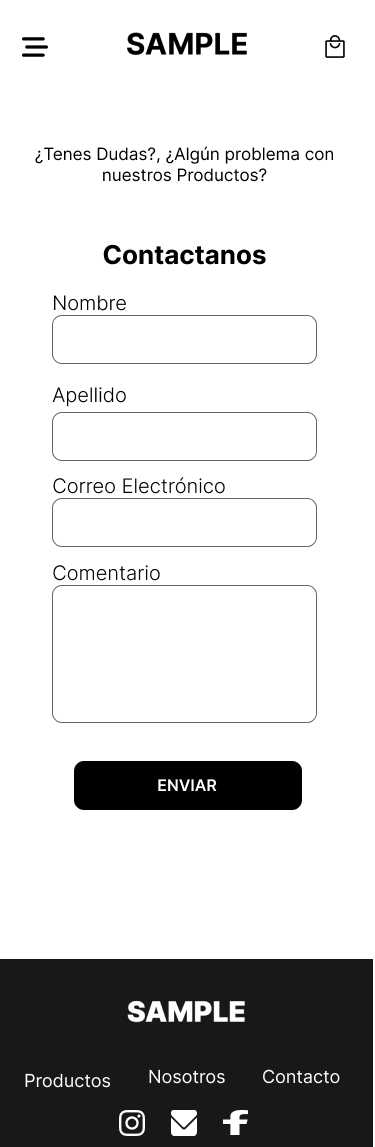 SAMPLE
¿Tenes Dudas?, ¿Algún problema con
nuestros Productos?
Contactanos
Nombre
Apellido
Correo Electrónico
Comentario
ENVIAR
SAMPLE
Productos Nosotros Contacto